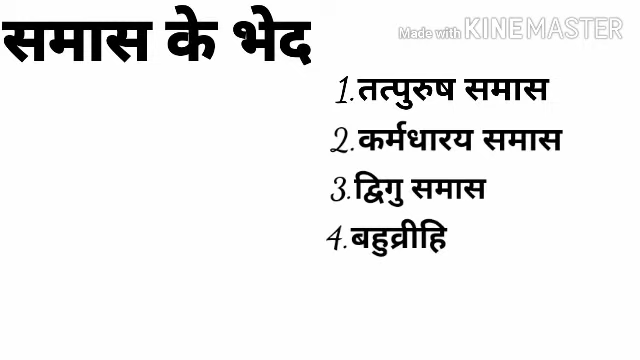 समास के भेद
Made with KINEMASTER
1.तत्पुरुष समास
2.कर्मधारय समास
3.द्विगु समास
4.बहुव्रीहि